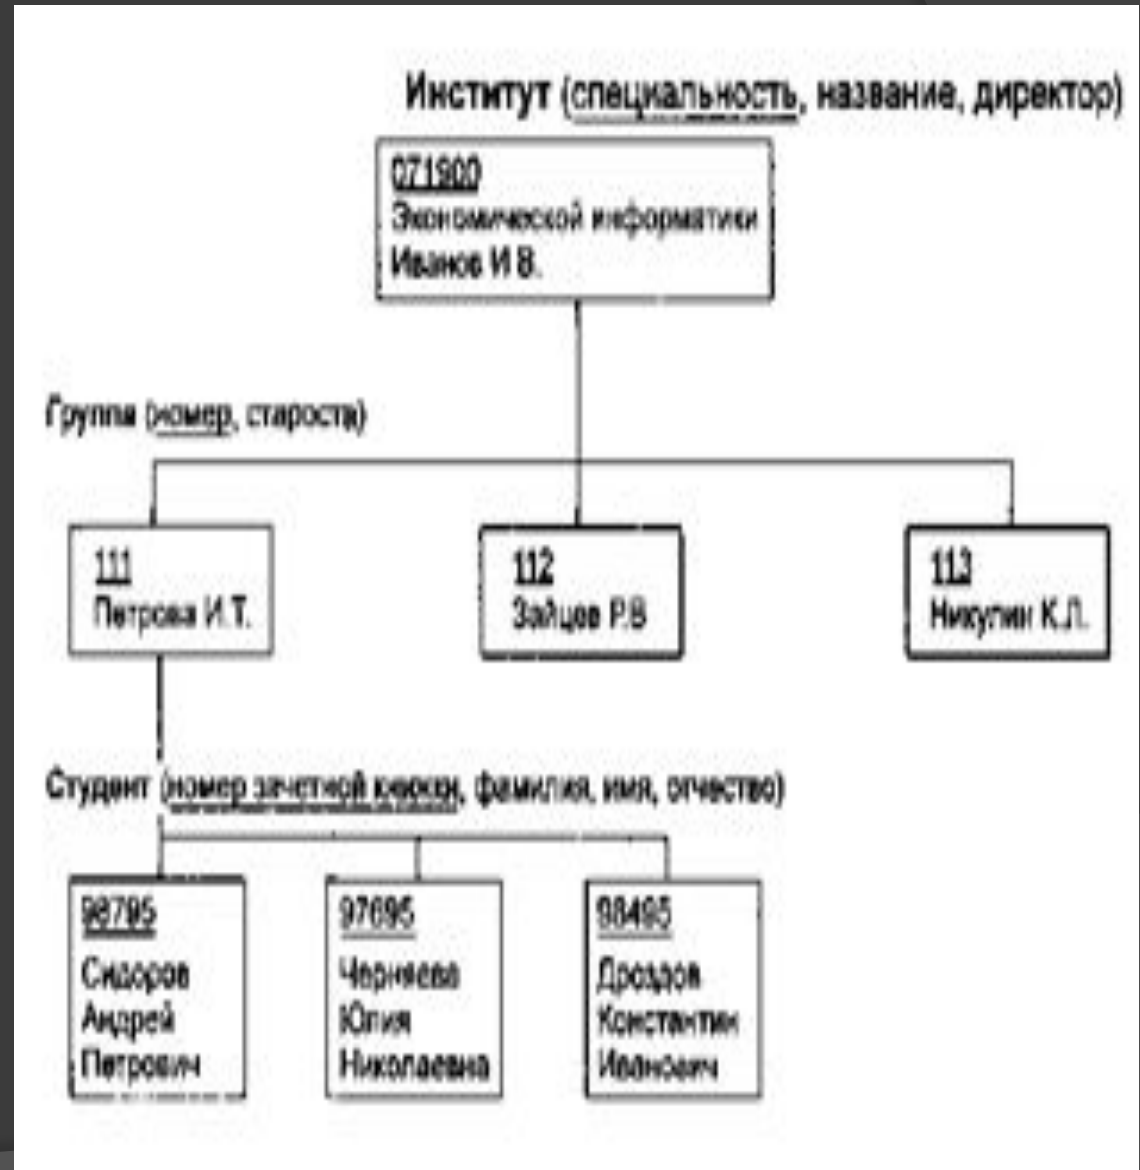 Институт (специальность, название, директор)
071900
Экономической информатики
Иванов И В.
Группа (номер, староста)
111
Петрова И.Т.
112
Зайцев Р.В
113
Никулин К.Л.
Студент (номер зачетной книжки, фамилия, имя, отчество)
98795
Сидоров
Андрей
Петрович
97695
Черняева
Юлия
Николаевна
98495
Дроздов
Константин
Иванович